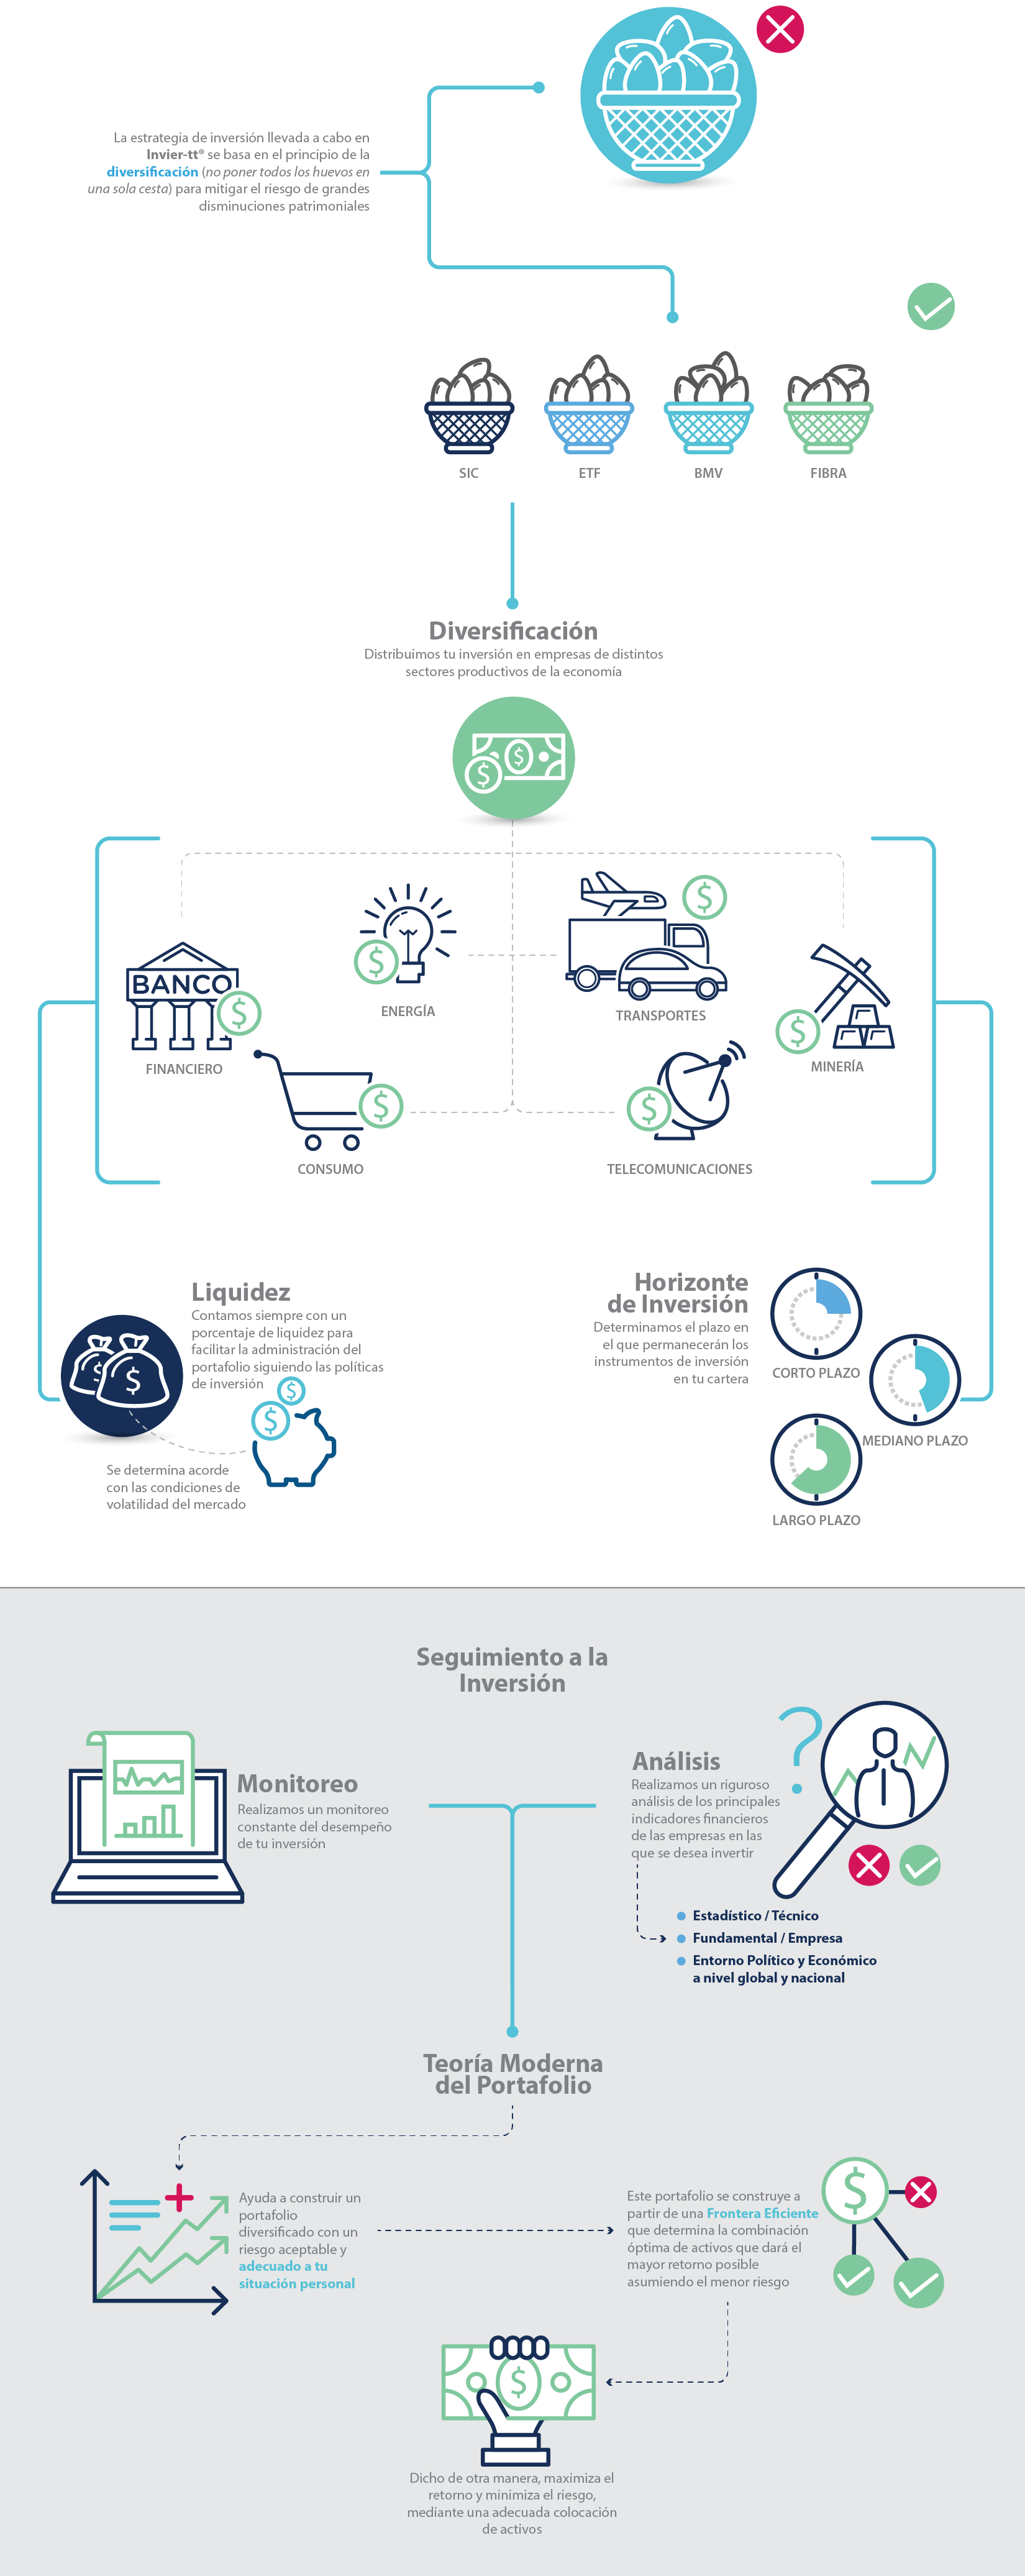 La estrategia de inversión llevada a cabo en
Invier-tt® se basa en el principio de la
diversificación (no poner todos los huevos en
una sola cesta) para mitigar el riesgo de grandes
disminuciones patrimoniales
SIC
ETF
BMV
FIBRA
Diversificación
Distribuimos tu inversión en empresas de distintos
sectores productivos de la economía
$
$
BANCO
$
FINANCIERO
$
ENERGÍA
$
TRANSPORTES
$
MINERÍA
$
CONSUMO
$
TELECOMUNICACIONES
Liquidez
Contamos siempre con un
porcentaje de liquidez para
facilitar la administración del
portafolio siguiendo las políticas
de inversión
$
$
$
$
Se determina acorde
con las condiciones de
volatilidad del mercado
Horizonte
de Inversión
Determinamos el plazo en
el que permanecerán los
instrumentos de inversión
en tu cartera
CORTO PLAZO
MEDIANO PLAZO
LARGO PLAZO
Seguimiento a la
Inversión
Monitoreo
Realizamos un monitoreo
constante del desempeño
de tu inversión
Análisis
Realizamos un riguroso
análisis de los principales
indicadores financieros
de las empresas en las
que se desea invertir
?
Estadístico / Técnico
Fundamental / Empresa
Entorno Político y Económico
a nivel global y nacional
Teoría Moderna
del Portafolio
Ayuda a construir un
portafolio
diversificado con un
riesgo aceptable y
adecuado a tu
situación personal
Este portafolio se construye a
partir de una Frontera Eficiente
que determina la combinación
óptima de activos que dará el
mayor retorno posible
asumiendo el menor riesgo
$
$
Dicho de otra manera, maximiza el
retorno y minimiza el riesgo,
mediante una adecuada colocación
de activos